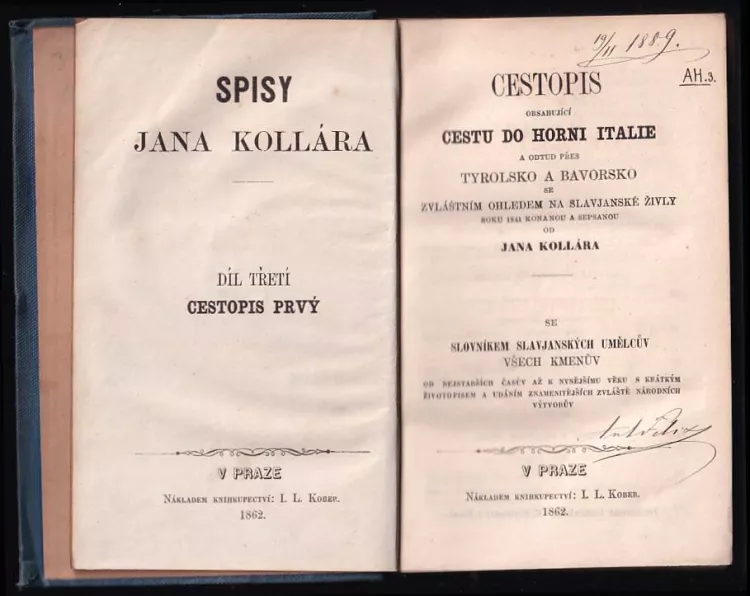 SPISY
JANA KOLLÁRA
DÍL TŘETÍ
CESTOPIS PRVÝ
V PRAZE
NÁKLADEM KNIHKUPECTVÍ: I. L. KOBER.
1862.
19/11 1889.
AH.3.
CESTOPIS
OBSAHUJÍCÍ
CESTU DO HORNI ITALIE
A ODTUD PŘES
TYROLSKO A BAVORSKO
SE
ZVLÁŠTNÍM OHLEDEM NA SLAVJANSKÉ ŽIVLY
ROKU 1841 KONANOU A SEPSANOU
OD
JANA KOLLÁRA
SE
SLOVNÍKEM SLAVJANSKÝCH UMĚLCŮV
VŠECH KMENŮV
OD NEJSTARŠÍCH ČASŮV AŽ K NYNĚJŠÍMU VĚKU S KRÁTKÝM
ŽIVOTOPISEM A UDÁNÍM ZNAMENITĚJŠÍCH ZVLÁŠTĚ NÁRODNÍCH
VÝTVORŮV
V PRAZE
NÁKLADEM KNIHKUPECTVÍ: I. L. KOBER.
1862.